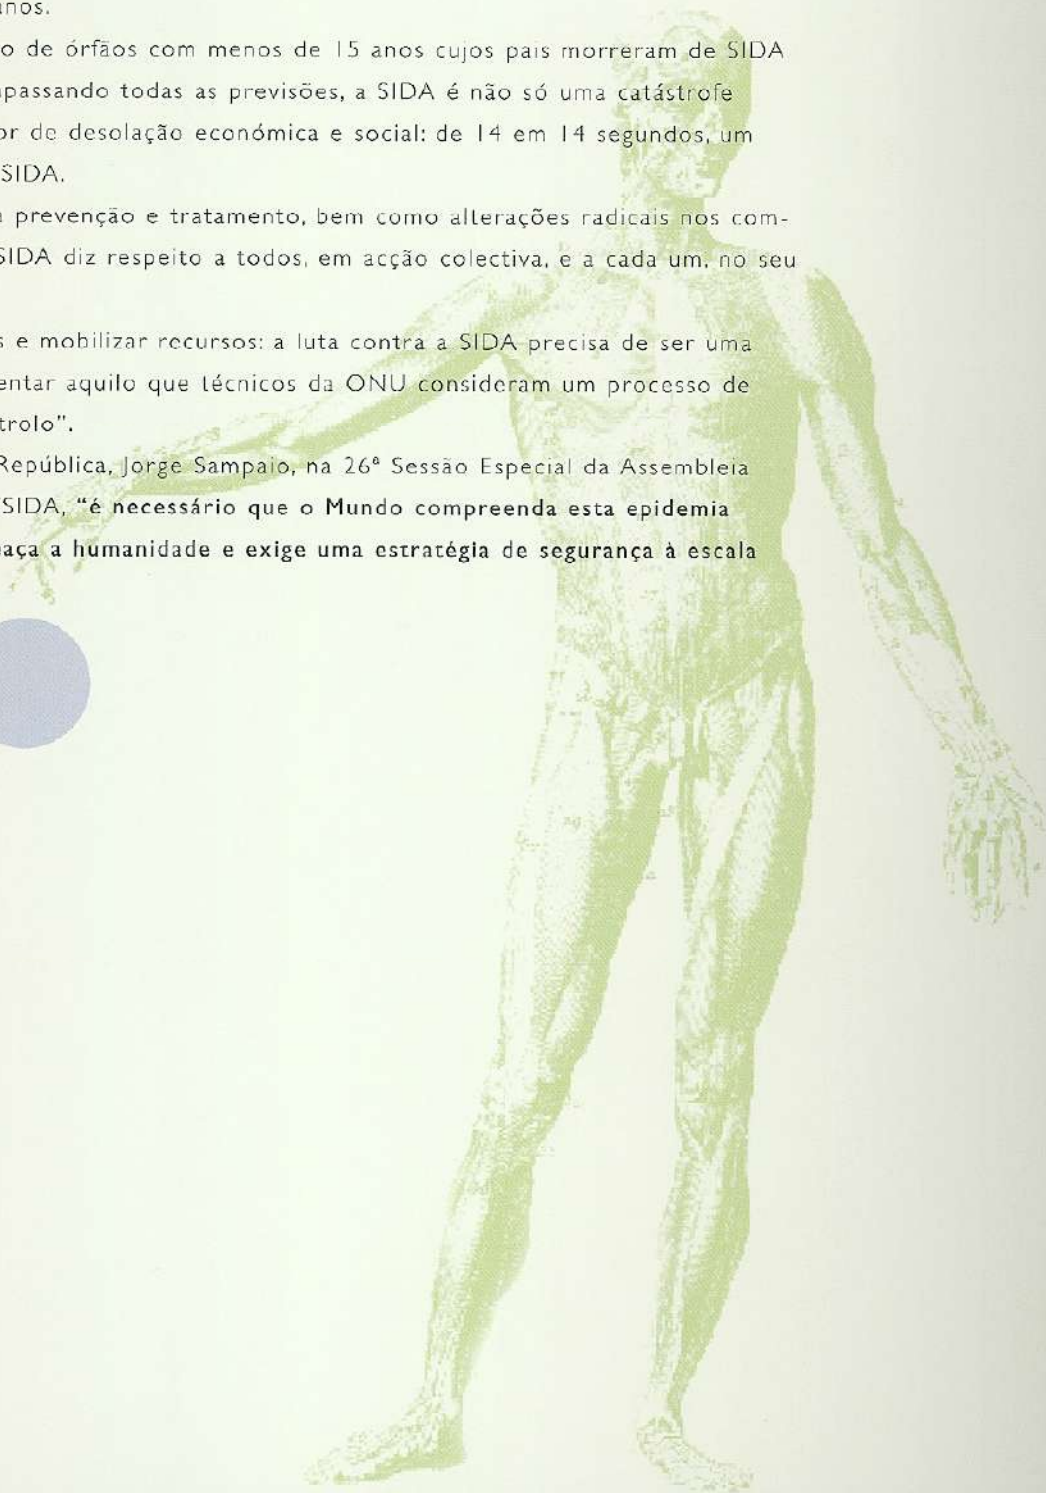 anos.
o de órfãos com menos de 15 anos cujos pais morreram de SIDA
passando todas as previsões, a SIDA é não só uma catástrofe
or de desolação económica e social: de 14 em 14 segundos, um
SIDA.
a prevenção e tratamento, bem como alterações radicais nos com-
SIDA diz respeito a todos, em acção colectiva, e a cada um, no seu
s e mobilizar recursos: a luta contra a SIDA precisa de ser uma
entar aquilo que técnicos da ONU consideram um processo de
trolo".
República, Jorge Sampaio, na 26ª Sessão Especial da Assembleia
SIDA, "é necessário que o Mundo compreenda esta epidemia
aça a humanidade e exige uma estratégia de segurança à escala